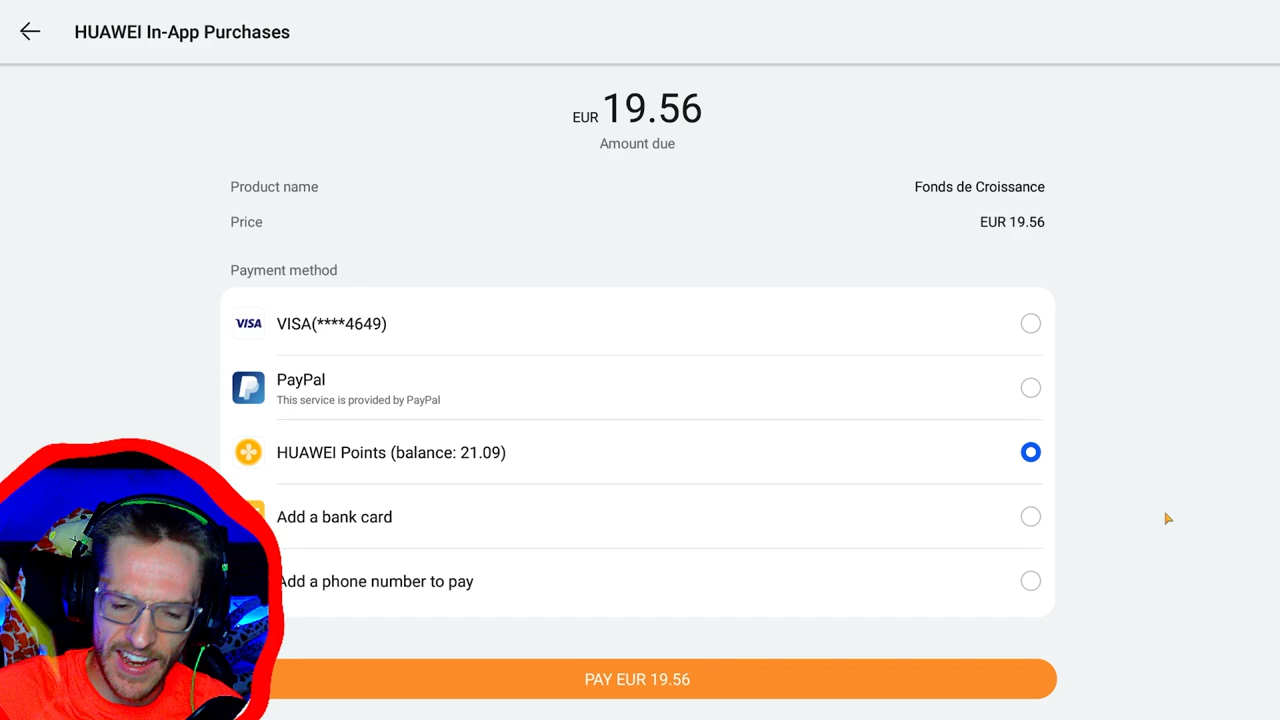 HUAWEI In-App Purchases
EUR 19.56
Amount due
Product name Fonds de Croissance
Price EUR 19.56
Payment method
VISA VISA(****4649)
PayPal
This service is provided by PayPal
HUAWEI Points (balance: 21.09)
Add a bank card
Add a phone number to pay
PAY EUR 19.56